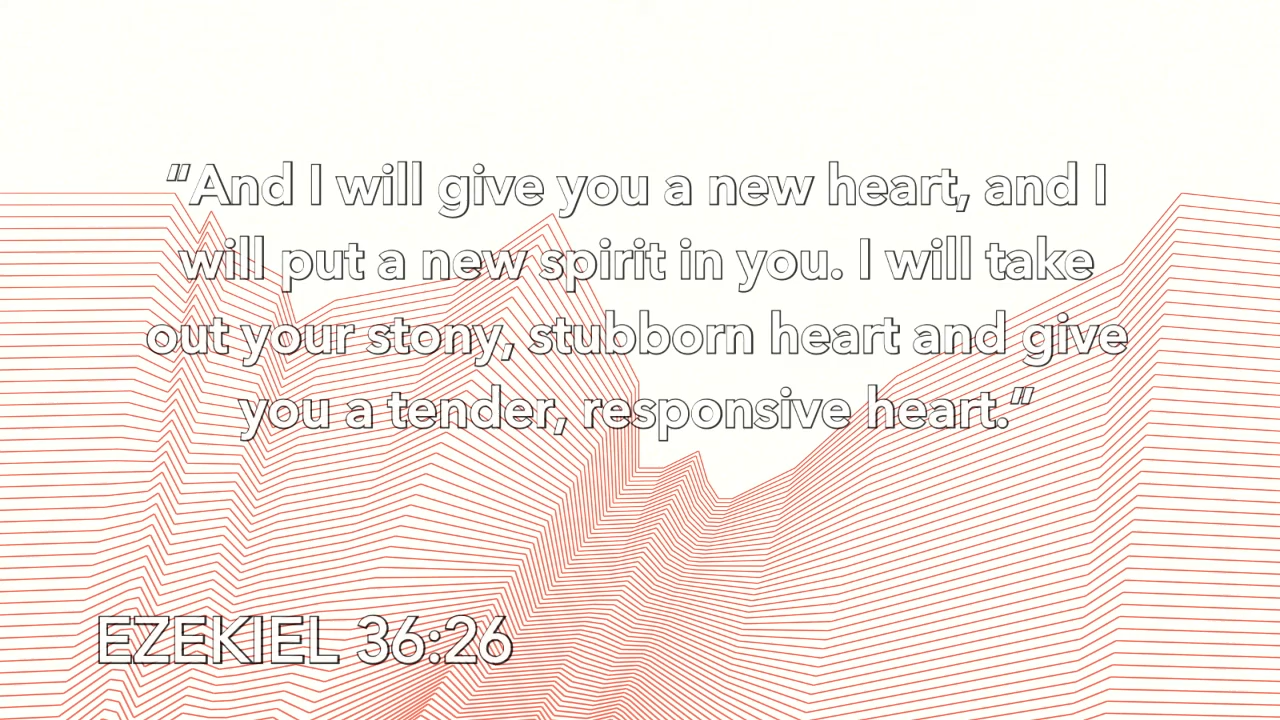 "And I will give you a new heart, and I
will put a new spirit in you. I will take
out your stony, stubborn heart and give
you a tender, responsive heart."
EZEKIEL 36:26